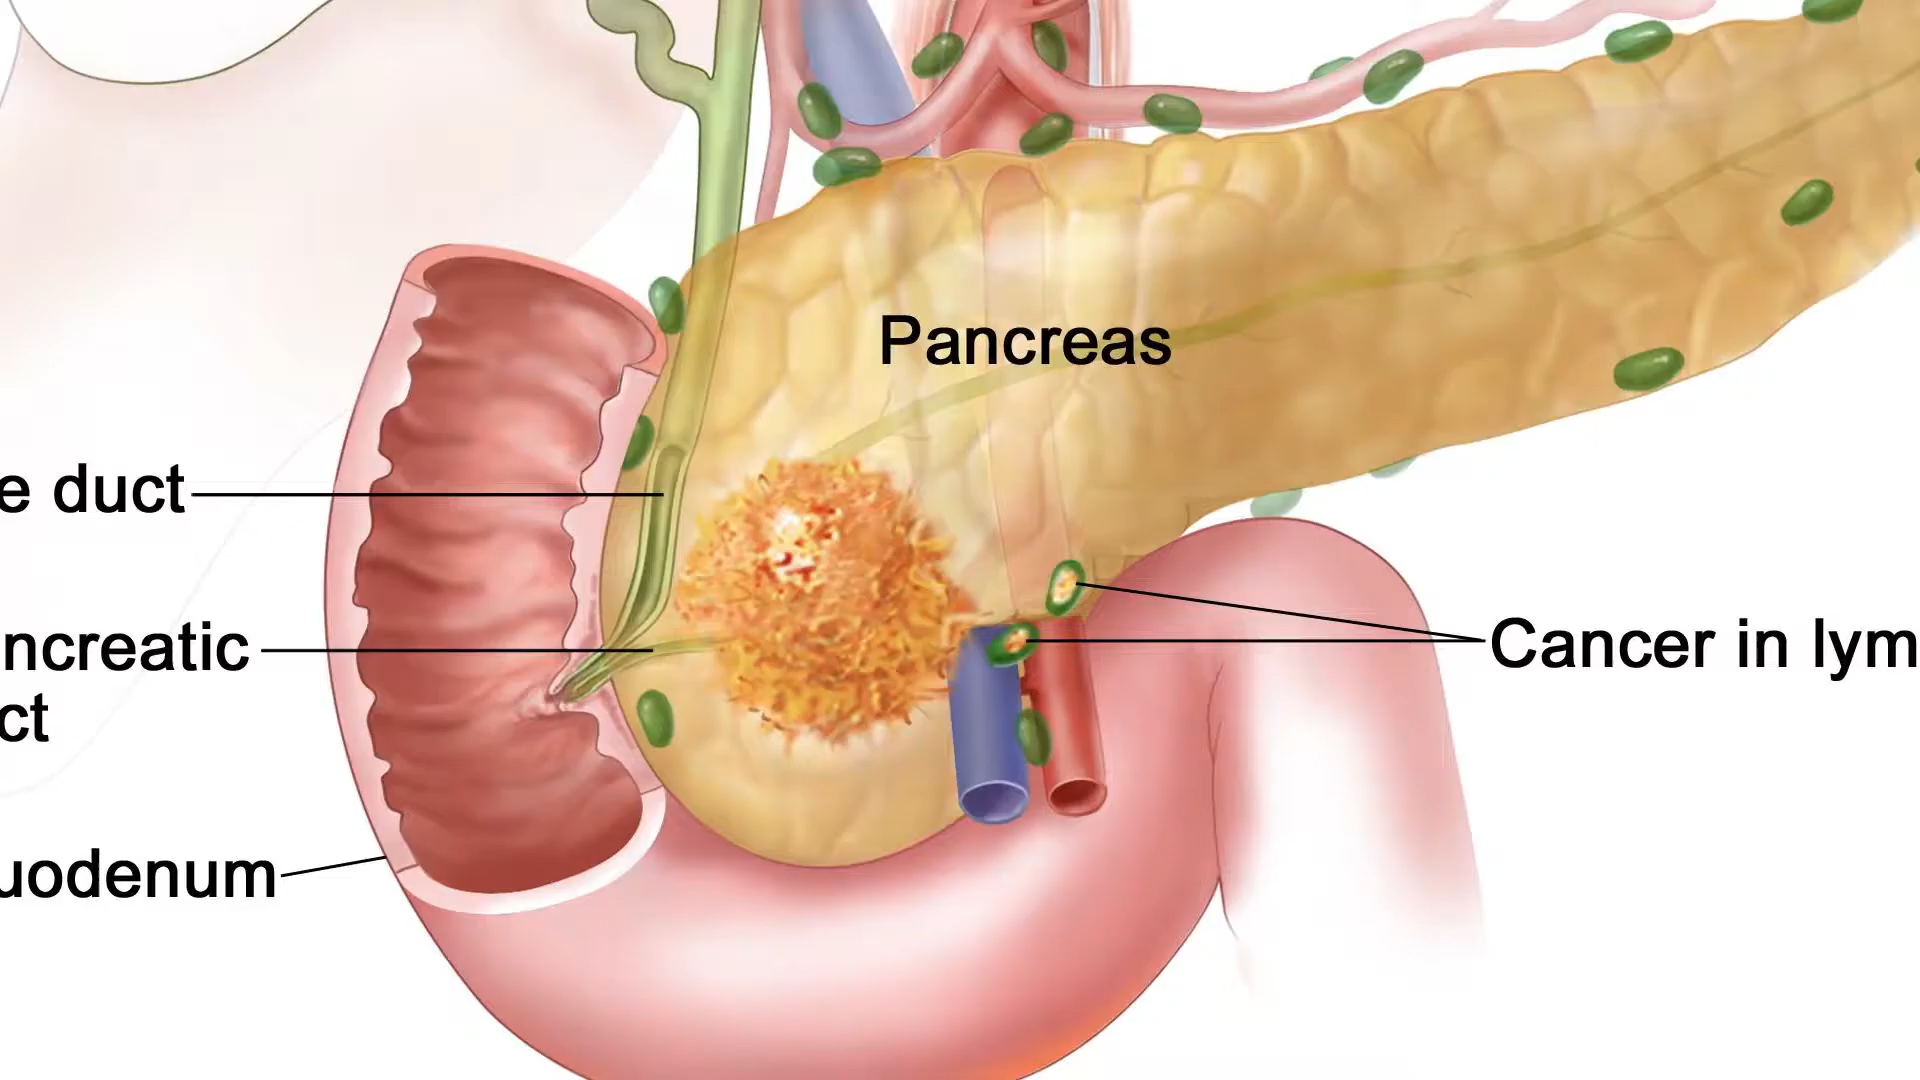 Pancreas
e duct
ncreatic
ct
Cancer in lym
uodenum